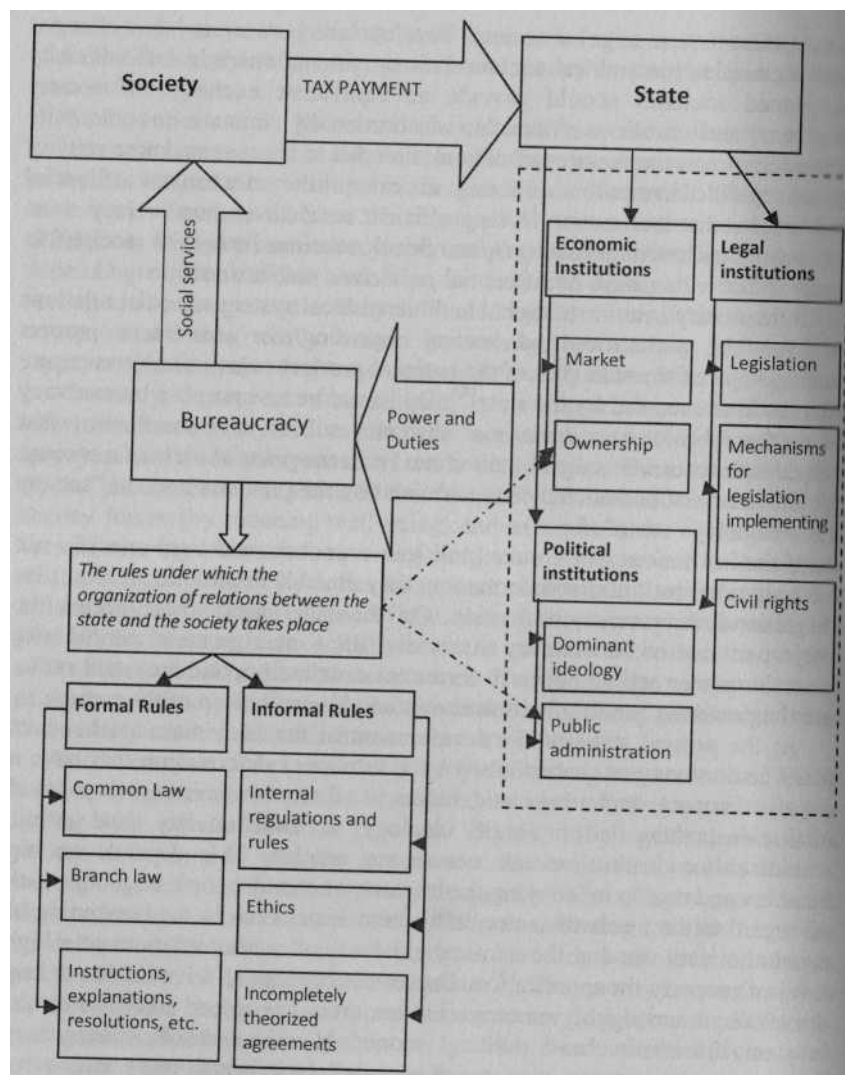 Society
TAX PAYMENT
State
Social services
Economic
Institutions
Legal
institutions
Market
Legislation
Bureaucracy
Power and
Duties
Ownership
Mechanisms
for
legislation
implementing
The rules under which the
organization of relations between the
state and the society takes place
Political
institutions
Civil rights
Dominant
ideology
Public
administration
Formal Rules
Informal Rules
Common Law
Internal
regulations and
rules
Branch law
Ethics
Instructions,
explanations,
resolutions, etc.
Incompletely
theorized
agreements